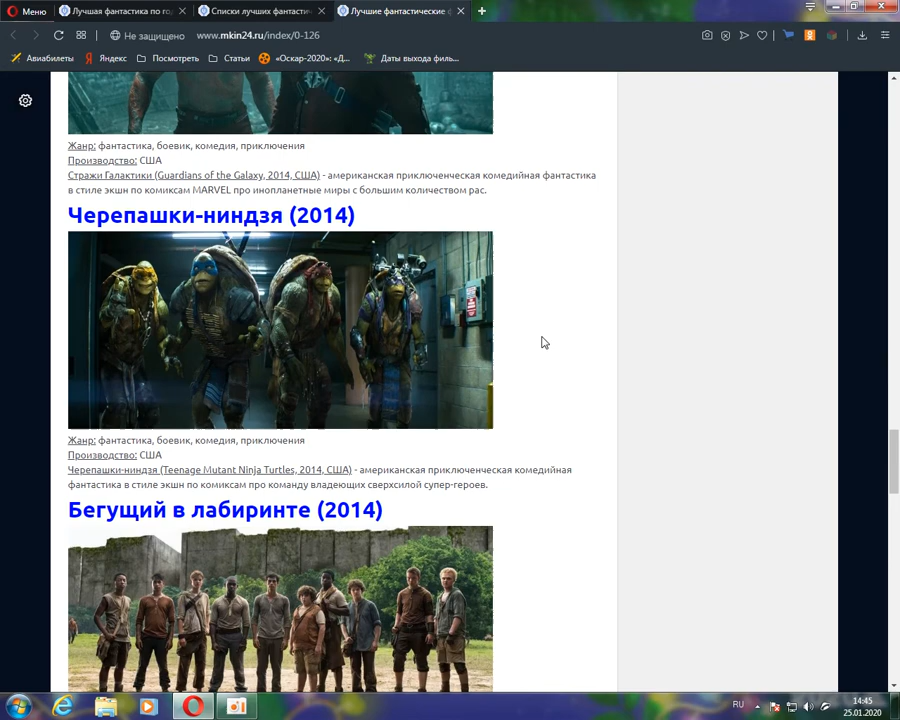 Меню
Лучшая фантастика по го
Списки лучших фантасти
Лучшие фантастические ф
Не защищено www.mkin24.ru/index/0-126
Авиабилеты Яндекс Посмотреть Статьи «Оскар-2020»: «Д... Даты выхода филь...
Жанр: фантастика, боевик, комедия, приключения
Производство: США
Стражи Галактики (Guardians of the Galaxy, 2014, США) - американская приключенческая комедийная фантастика
в стиле экшн по комиксам MARVEL про инопланетные миры с большим количеством рас.
Черепашки-ниндзя (2014)
Жанр: фантастика, боевик, комедия, приключения
Производство: США
Черепашки-ниндзя (Teenage Mutant Ninja Turtles, 2014, США) - американская приключенческая комедийная
фантастика в стиле экшн по комиксам про команду владеющих сверхсилой супер-героев.
Бегущий в лабиринте (2014)
RU
14:45
25.01.2020